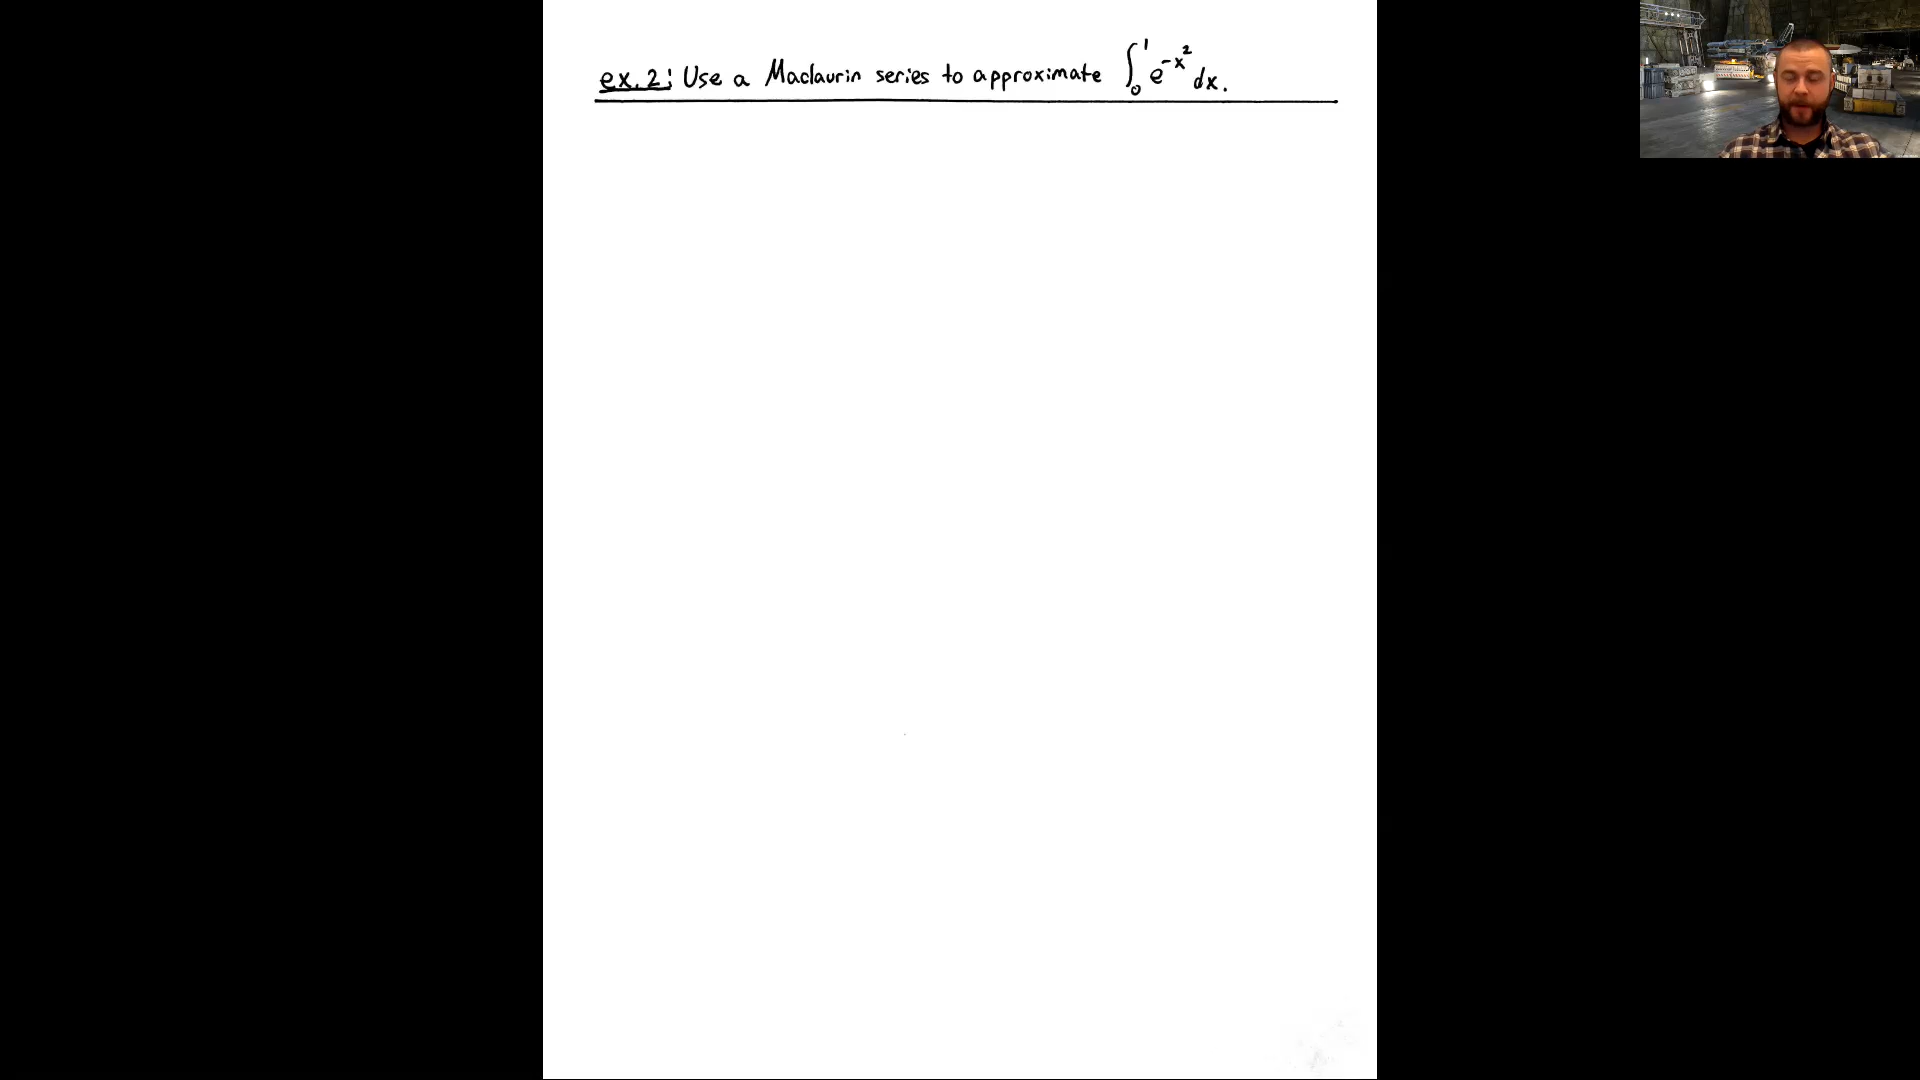 ex. 2: Use a Maclaurin series to approximate ∫₀¹ e^{-x²} dx.